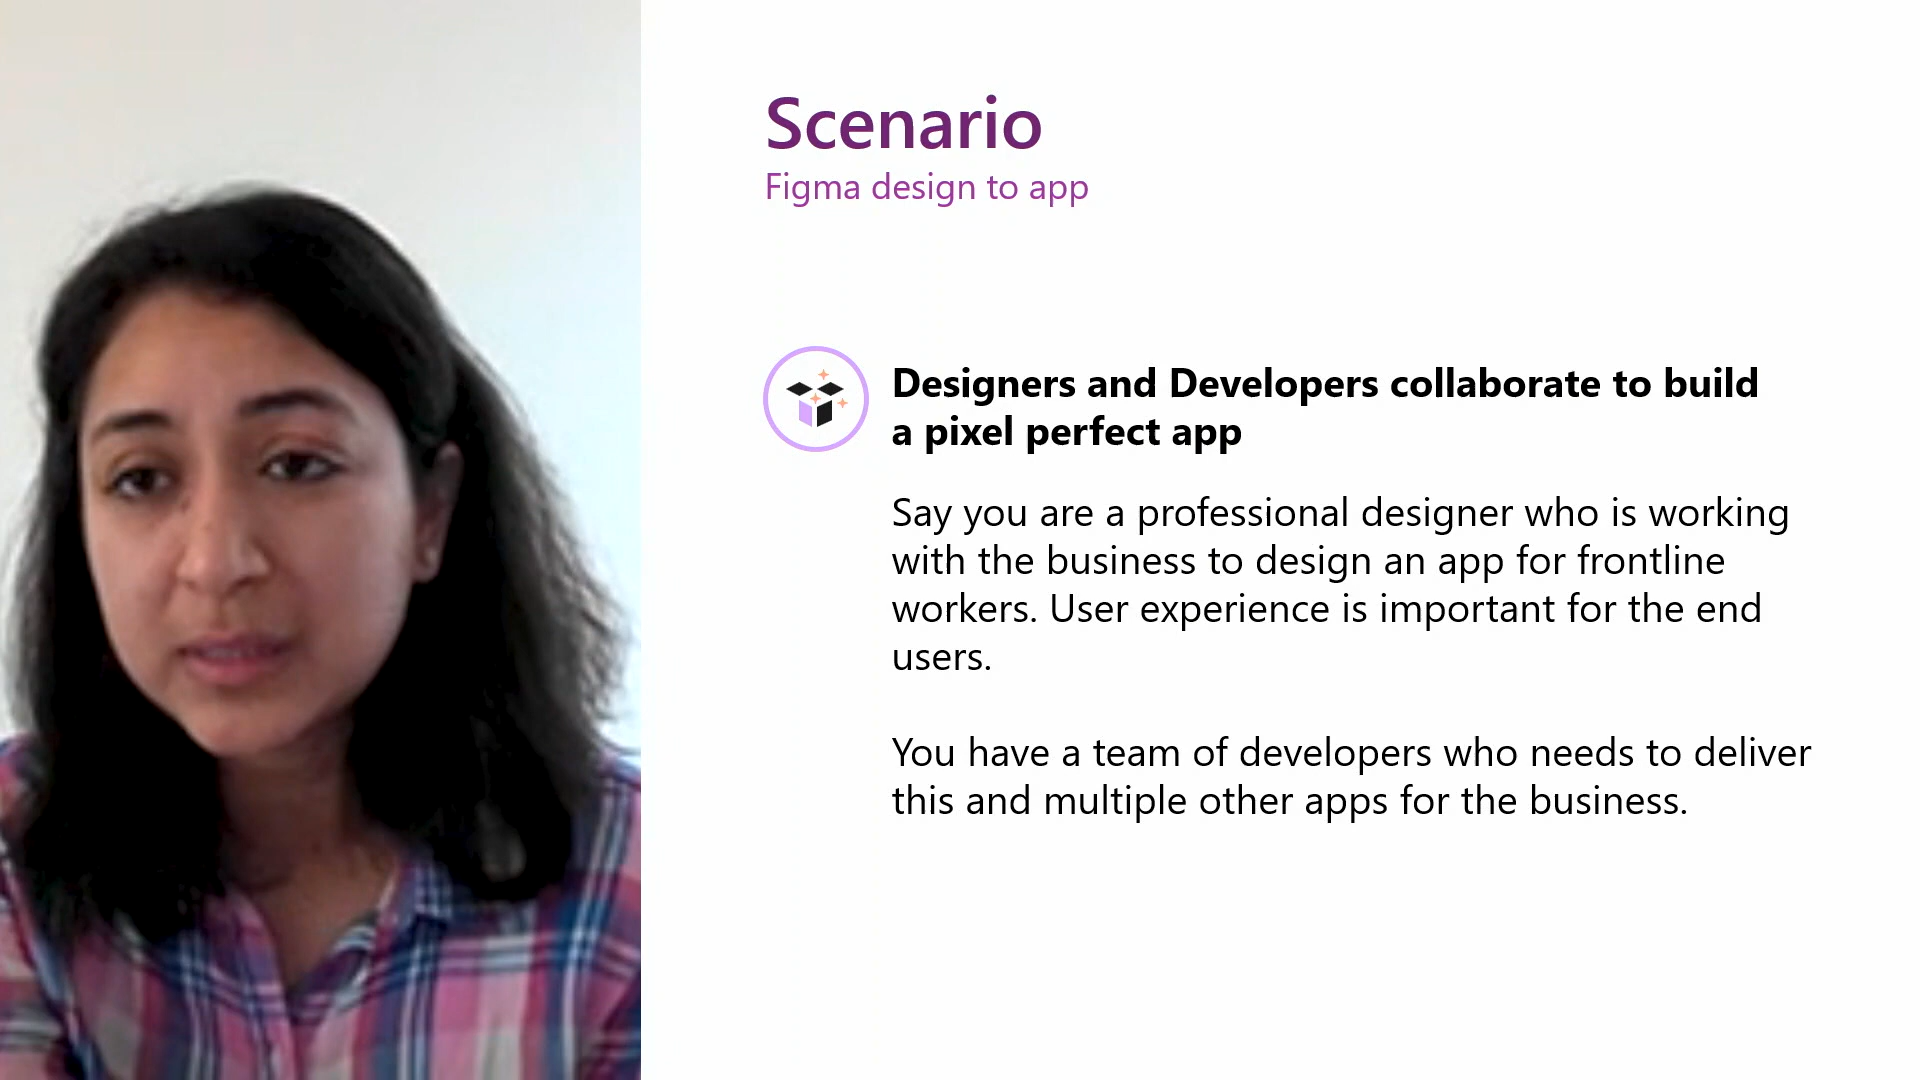 Scenario
Figma design to app
Designers and Developers collaborate to build
a pixel perfect app
Say you are a professional designer who is working
with the business to design an app for frontline
workers. User experience is important for the end
users.
You have a team of developers who needs to deliver
this and multiple other apps for the business.